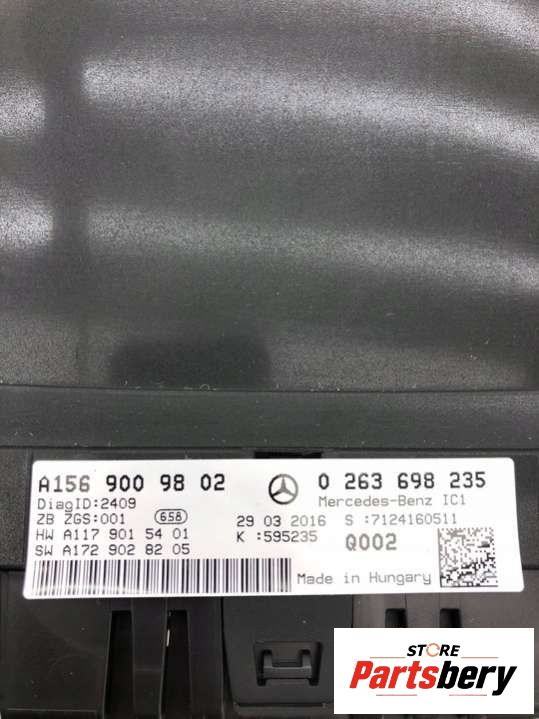 A156 900 98 02
DiagID:2409
ZB ZGS:001 658
HW A117 901 54 01
SW A172 902 82 05
29 03 2016
K :595235
0 263 698 235
Mercedes-Benz IC1
S :7124160511
Q002
Made in Hungary
STORE
Partsbery